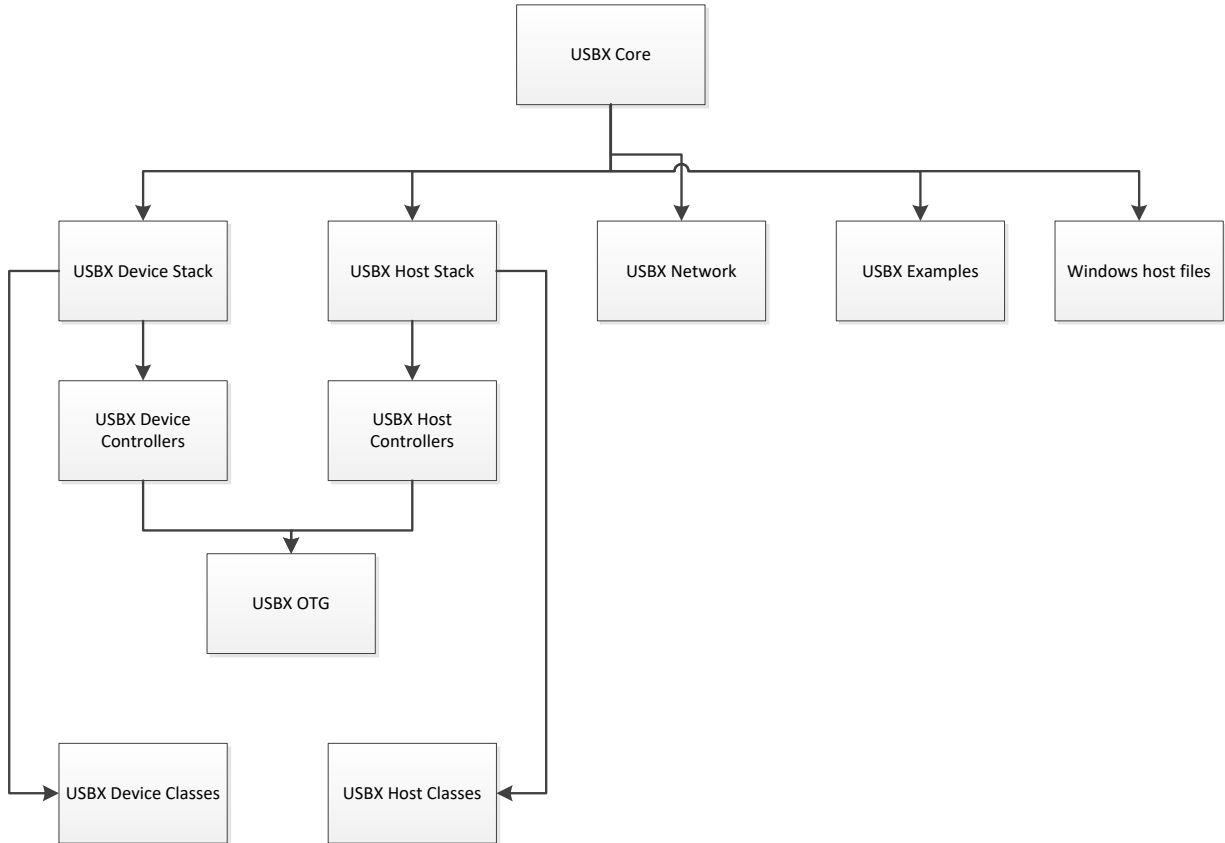 USBX Core
USBX Device Stack
USBX Host Stack
USBX Network
USBX Examples
Windows host files
USBX Device
Controllers
USBX Host
Controllers
USBX OTG
USBX Device Classes
USBX Host Classes